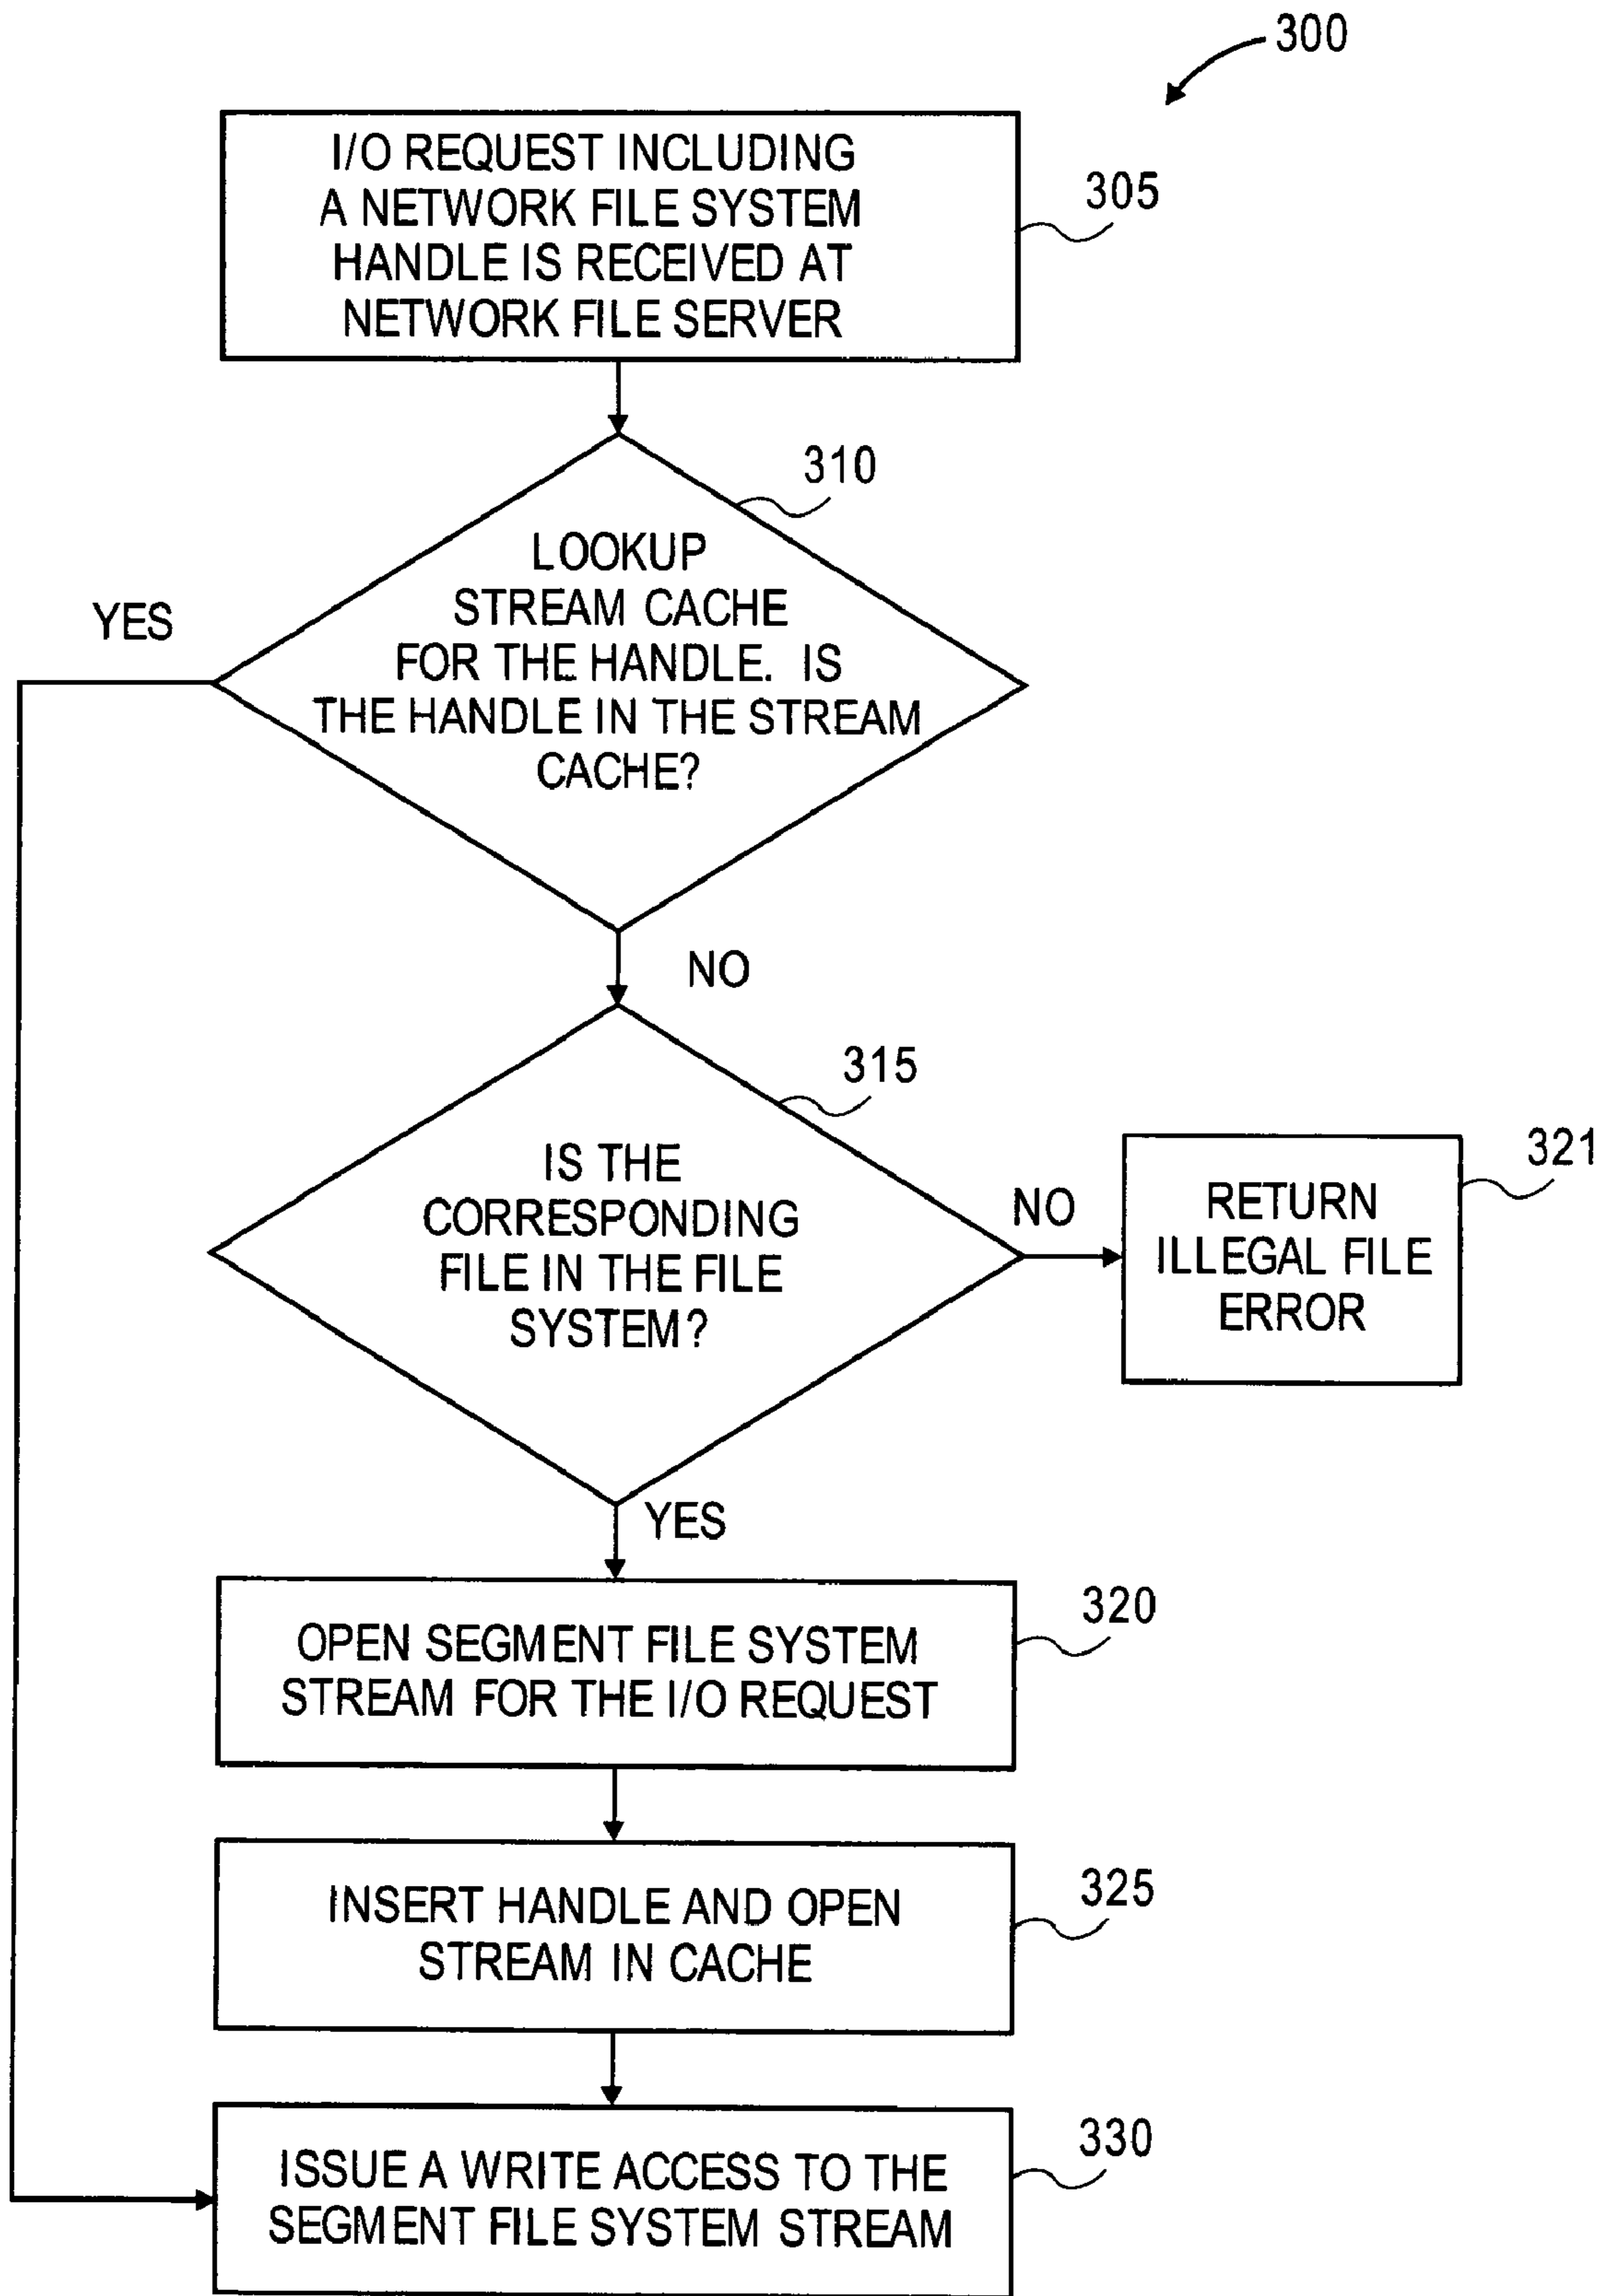 300
I/O REQUEST INCLUDING
A NETWORK FILE SYSTEM
HANDLE IS RECEIVED AT
NETWORK FILE SERVER
305
310
LOOKUP
STREAM CACHE
FOR THE HANDLE. IS
THE HANDLE IN THE STREAM
CACHE?
YES
NO
315
IS THE
CORRESPONDING
FILE IN THE FILE
SYSTEM?
NO
321
RETURN
ILLEGAL FILE
ERROR
YES
320
OPEN SEGMENT FILE SYSTEM
STREAM FOR THE I/O REQUEST
325
INSERT HANDLE AND OPEN
STREAM IN CACHE
330
ISSUE A WRITE ACCESS TO THE
SEGMENT FILE SYSTEM STREAM